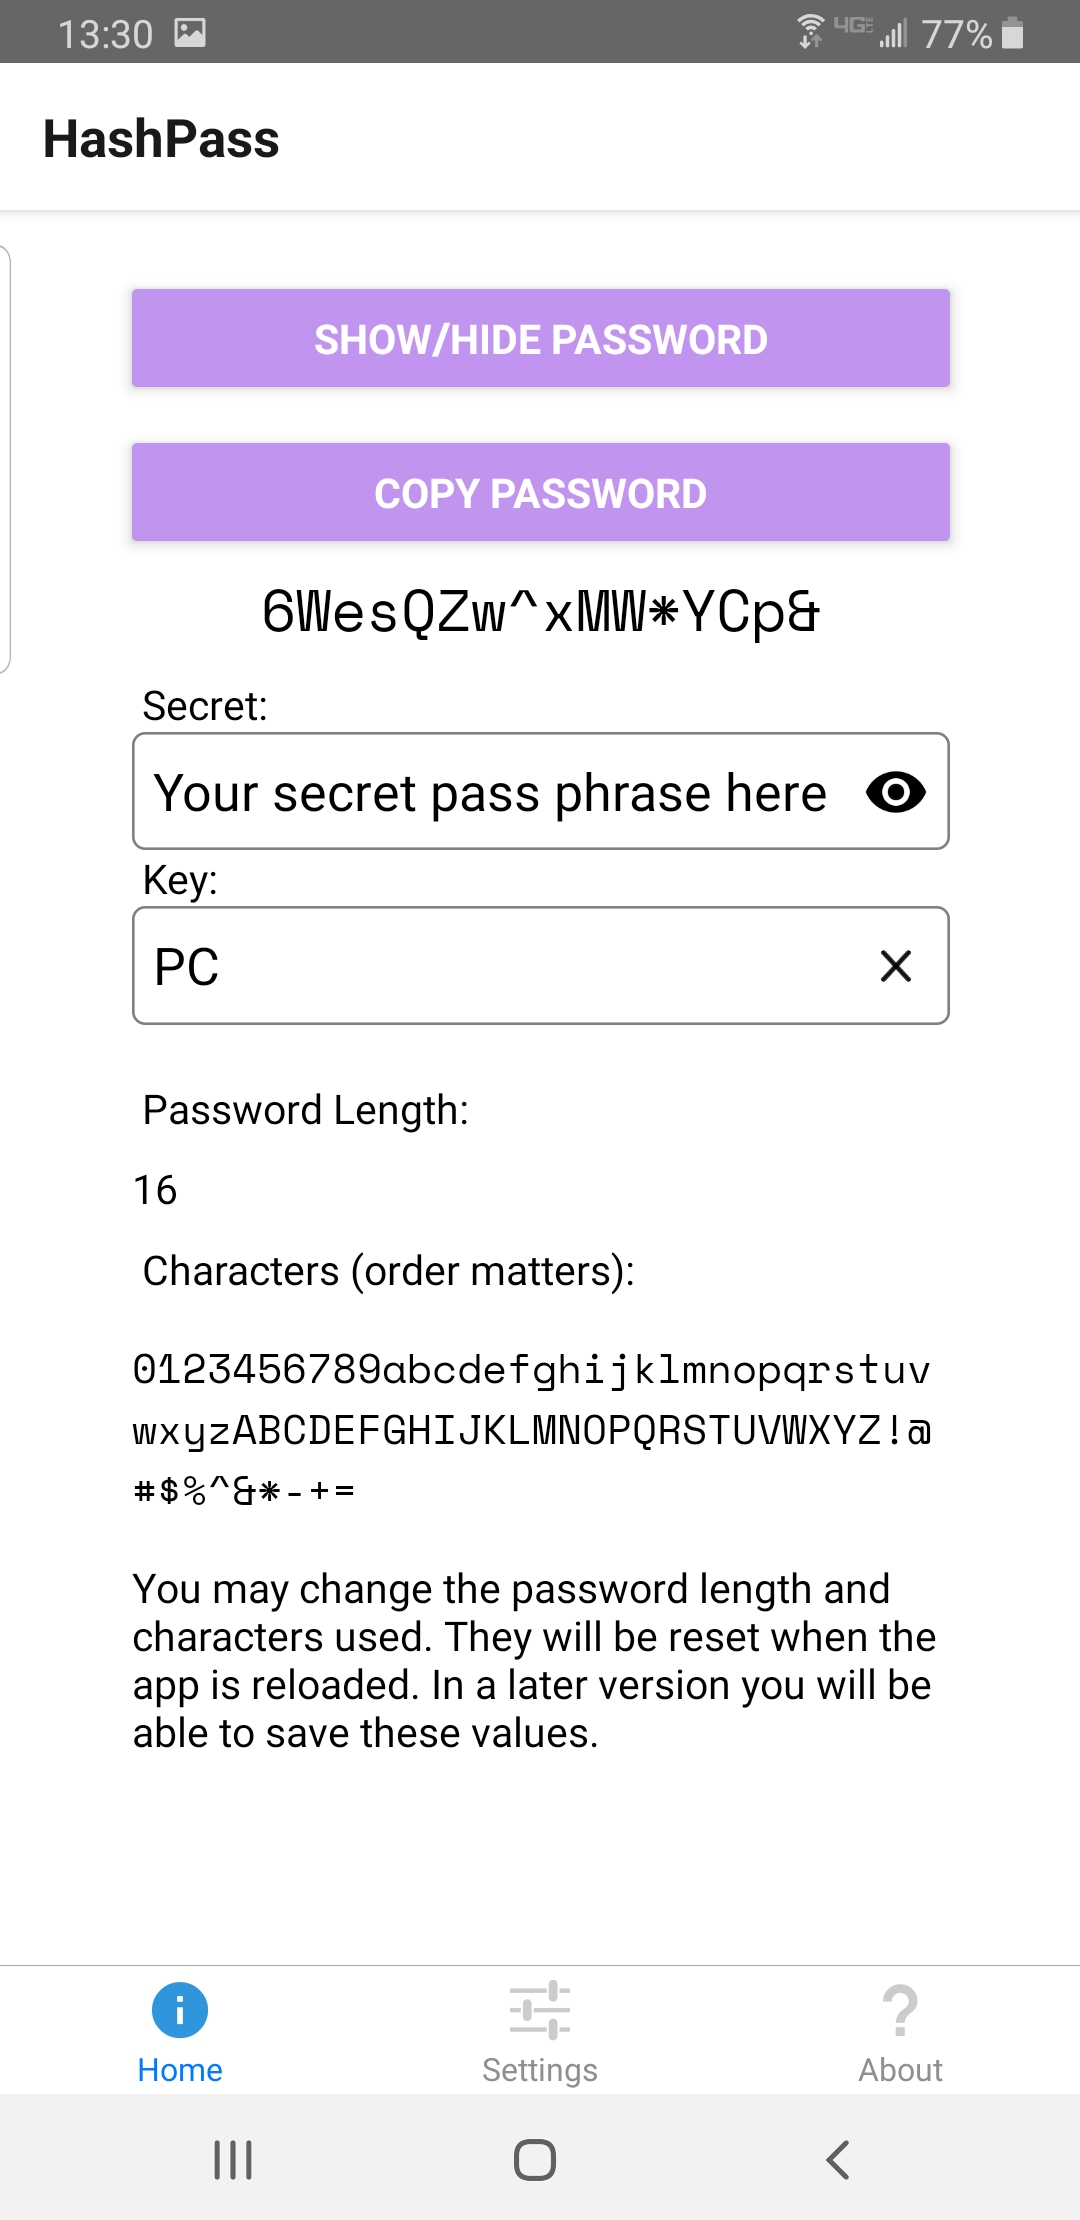 13:30
4G LTE
77%
HashPass
SHOW/HIDE PASSWORD
COPY PASSWORD
6WesQZw^xMW*YCp&
Secret:
Your secret pass phrase here
Key:
PC
Password Length:
16
Characters (order matters):
0123456789abcdefghijklmnopqrstuv
wxyzABCDEFGHIJKLMNOPQRSTUVWXYZ!@
#$%^&*-+=
You may change the password length and
characters used. They will be reset when the
app is reloaded. In a later version you will be
able to save these values.
Home
Settings
About